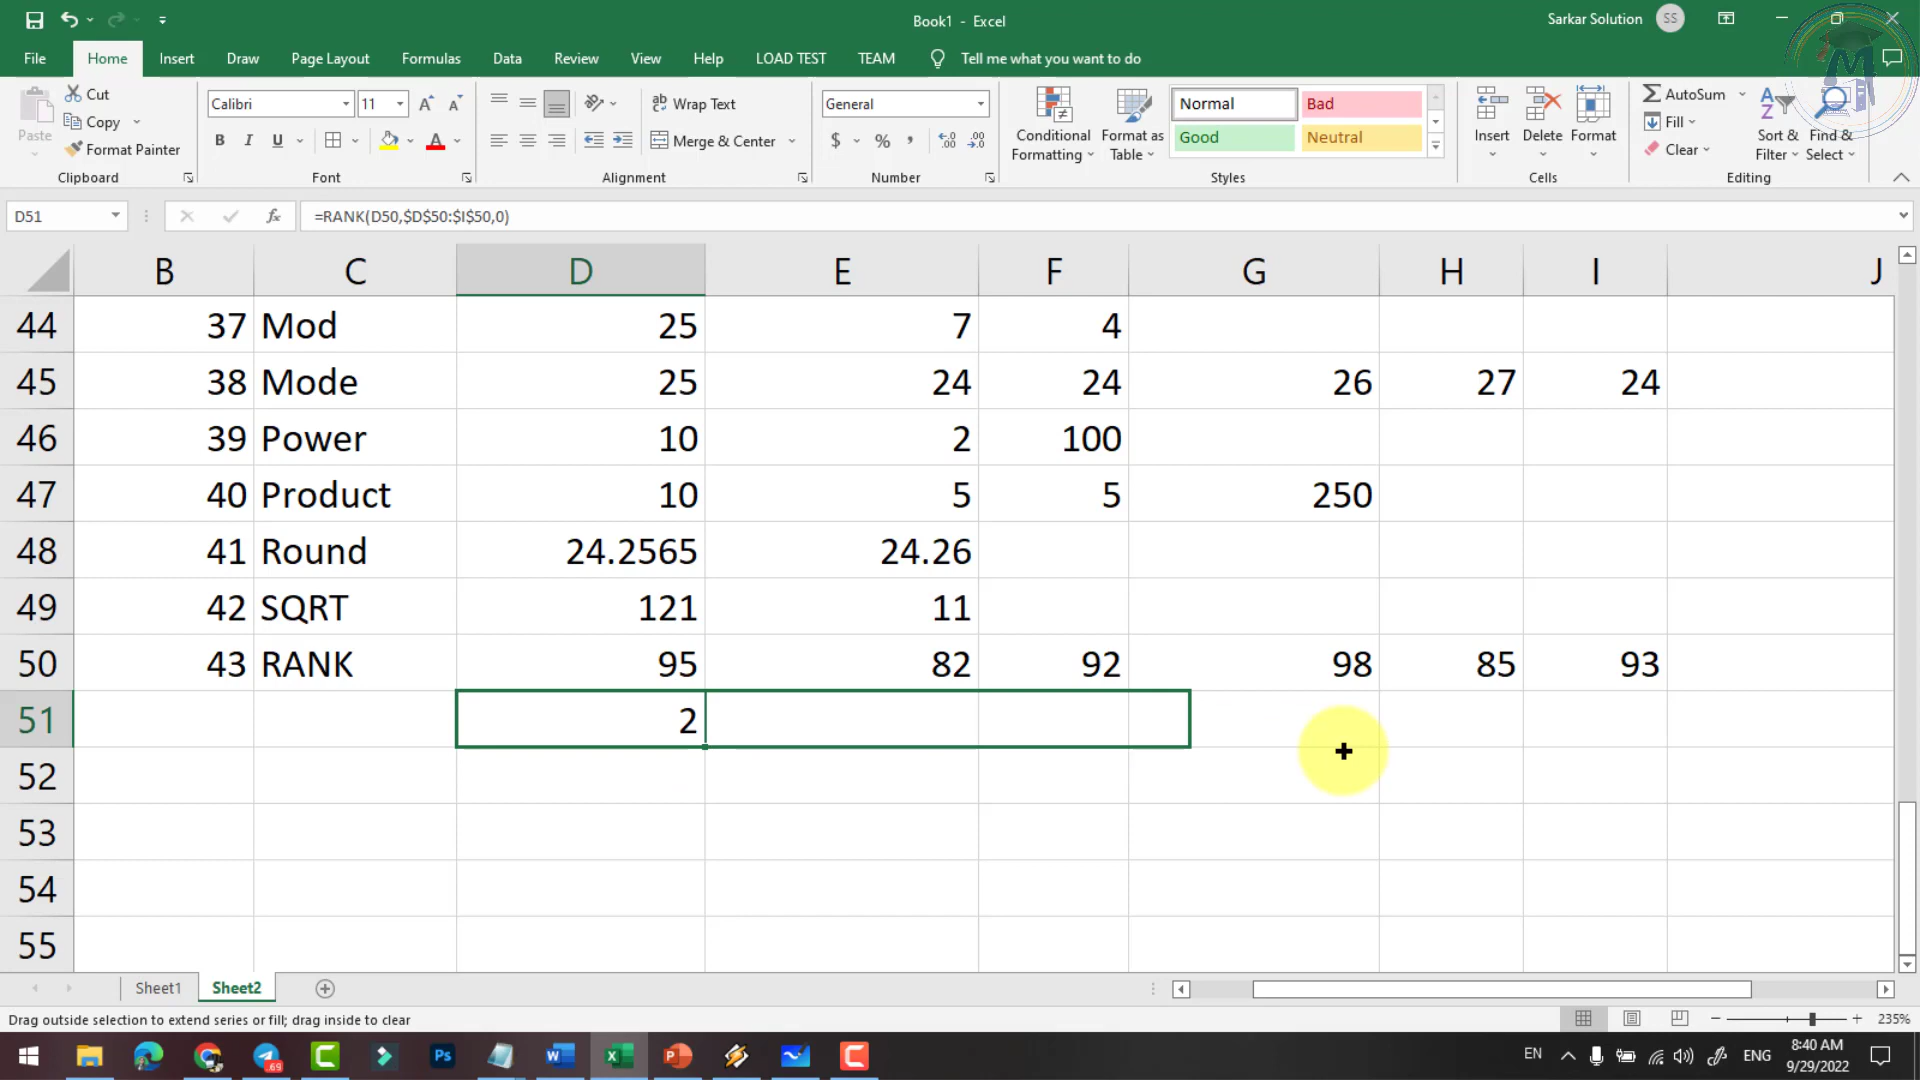 Book1 - Excel
Sarkar Solution SS
File Home Insert Draw Page Layout Formulas Data Review View Help LOAD TEST TEAM Tell me what you want to do
Paste
Cut
Copy
Format Painter
Clipboard
Calibri 11
B I U
Font
Wrap Text
Merge & Center
Alignment
General
$ % ,
Number
Conditional Formatting
Format as Table
Normal Bad
Good Neutral
Styles
Insert Delete Format
Cells
AutoSum
Fill
Clear
Sort & Filter
Find & Select
Editing
D51 fx =RANK(D50,$D$50:$I$50,0)
B C D E F G H I J
44 37 Mod 25 7 4
45 38 Mode 25 24 24 26 27 24
46 39 Power 10 2 100
47 40 Product 10 5 5 250
48 41 Round 24.2565 24.26
49 42 SQRT 121 11
50 43 RANK 95 82 92 98 85 93
51 2
52
53
54
55
Sheet1 Sheet2
Drag outside selection to extend series or fill; drag inside to clear
235%
.69
Ps
EN ENG
8:40 AM
9/29/2022